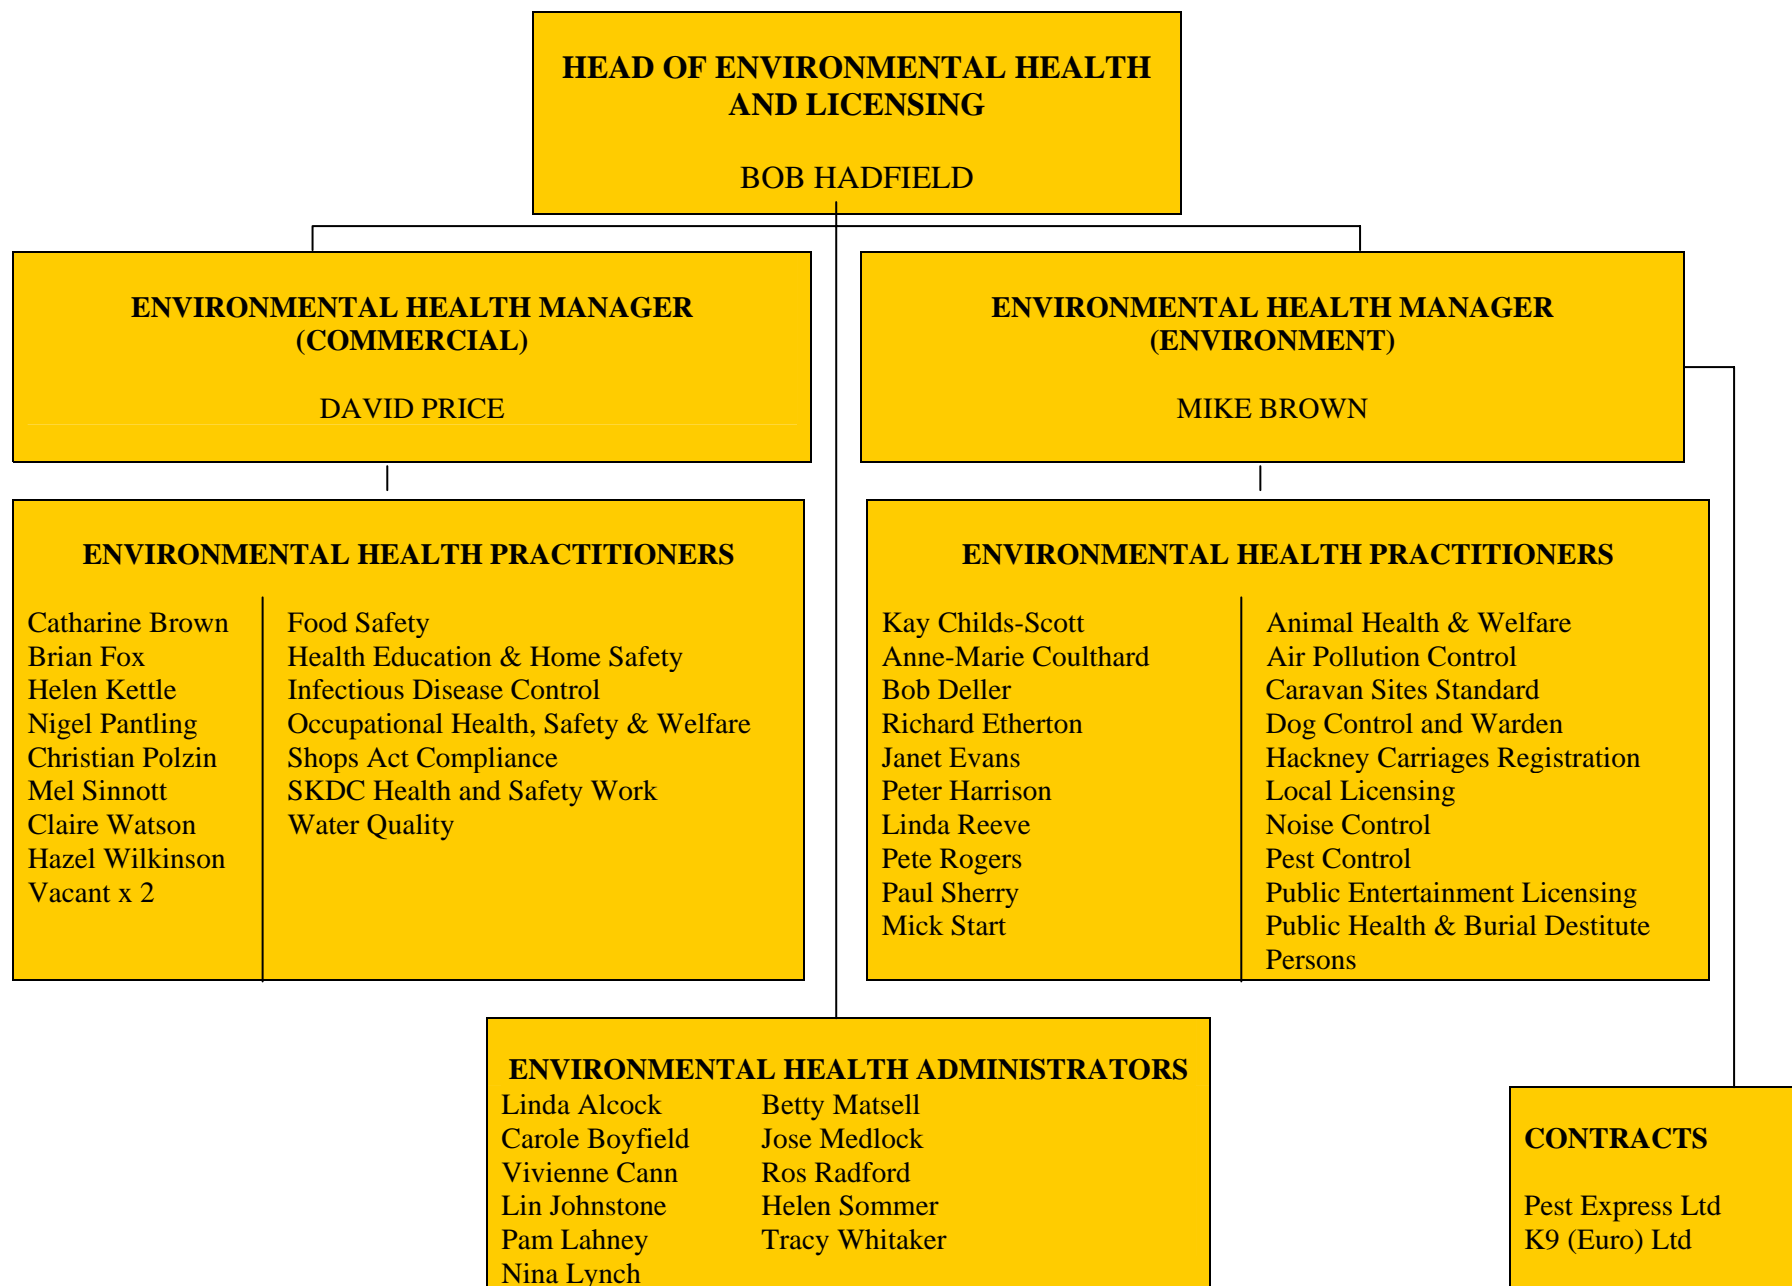 HEAD OF ENVIRONMENTAL HEALTH
AND LICENSING
BOB HADFIELD
ENVIRONMENTAL HEALTH MANAGER
(COMMERCIAL)
DAVID PRICE
ENVIRONMENTAL HEALTH MANAGER
(ENVIRONMENT)
MIKE BROWN
ENVIRONMENTAL HEALTH PRACTITIONERS
Catharine Brown
Brian Fox
Helen Kettle
Nigel Pantling
Christian Polzin
Mel Sinnott
Claire Watson
Hazel Wilkinson
Vacant x 2
Food Safety
Health Education & Home Safety
Infectious Disease Control
Occupational Health, Safety & Welfare
Shops Act Compliance
SKDC Health and Safety Work
Water Quality
ENVIRONMENTAL HEALTH PRACTITIONERS
Kay Childs-Scott
Anne-Marie Coulthard
Bob Deller
Richard Etherton
Janet Evans
Peter Harrison
Linda Reeve
Pete Rogers
Paul Sherry
Mick Start
Animal Health & Welfare
Air Pollution Control
Caravan Sites Standard
Dog Control and Warden
Hackney Carriages Registration
Local Licensing
Noise Control
Pest Control
Public Entertainment Licensing
Public Health & Burial Destitute
Persons
ENVIRONMENTAL HEALTH ADMINISTRATORS
Linda Alcock
Carole Boyfield
Vivienne Cann
Lin Johnstone
Pam Lahney
Nina Lynch
Betty Matsell
Jose Medlock
Ros Radford
Helen Sommer
Tracy Whitaker
CONTRACTS
Pest Express Ltd
K9 (Euro) Ltd